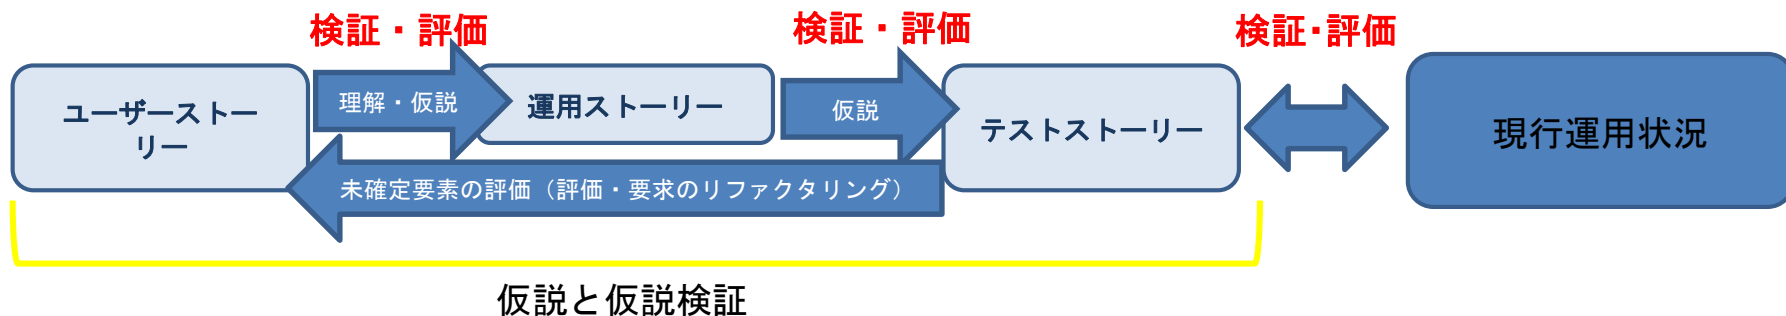 検証・評価
検証・評価
検証・評価
ユーザーストー
リー
理解・仮説
運用ストーリー
仮説
テストストーリー
現行運用状況
未確定要素の評価（評価・要求のリファクタリング）
仮説と仮説検証